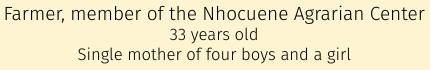 Farmer, member of the Nhocuene Agrarian Center
33 years old
Single mother of four boys and a girl